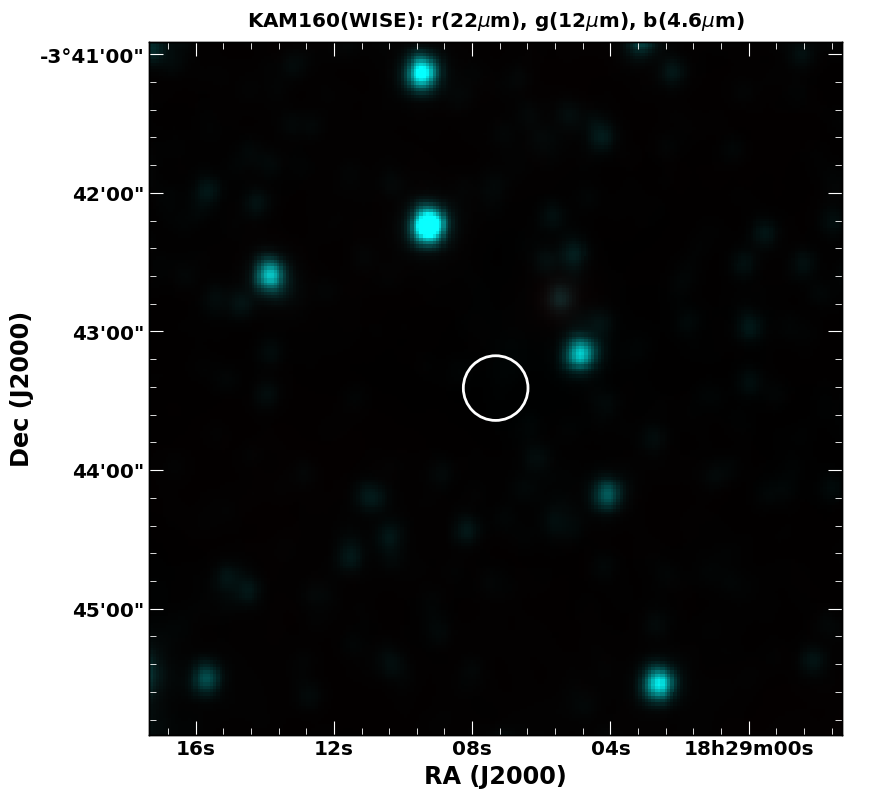 KAM160(WISE): r(22μm), g(12μm), b(4.6μm)
-3°41'00"
42'00"
43'00"
44'00"
45'00"
Dec (J2000)
16s 12s 08s 04s 18h29m00s
RA (J2000)